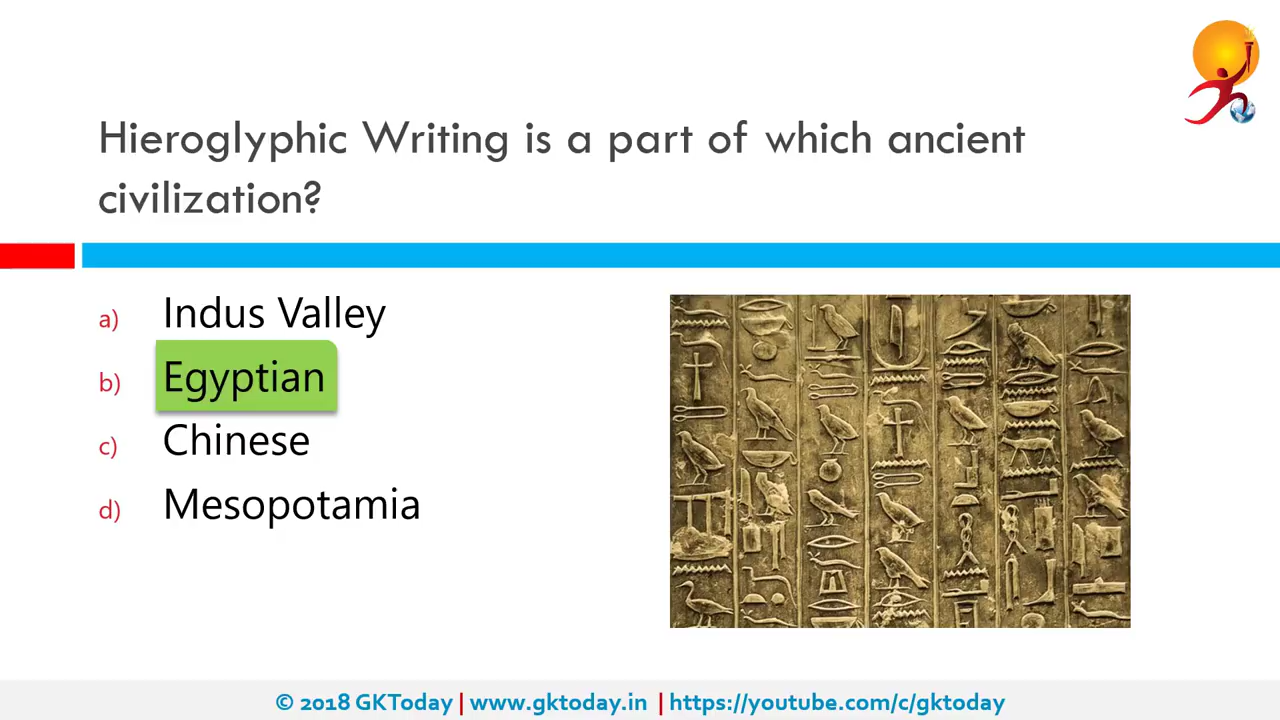 Hieroglyphic Writing is a part of which ancient
civilization?
a) Indus Valley
b) Egyptian
c) Chinese
d) Mesopotamia
© 2018 GKToday | www.gktoday.in | https://youtube.com/c/gktoday